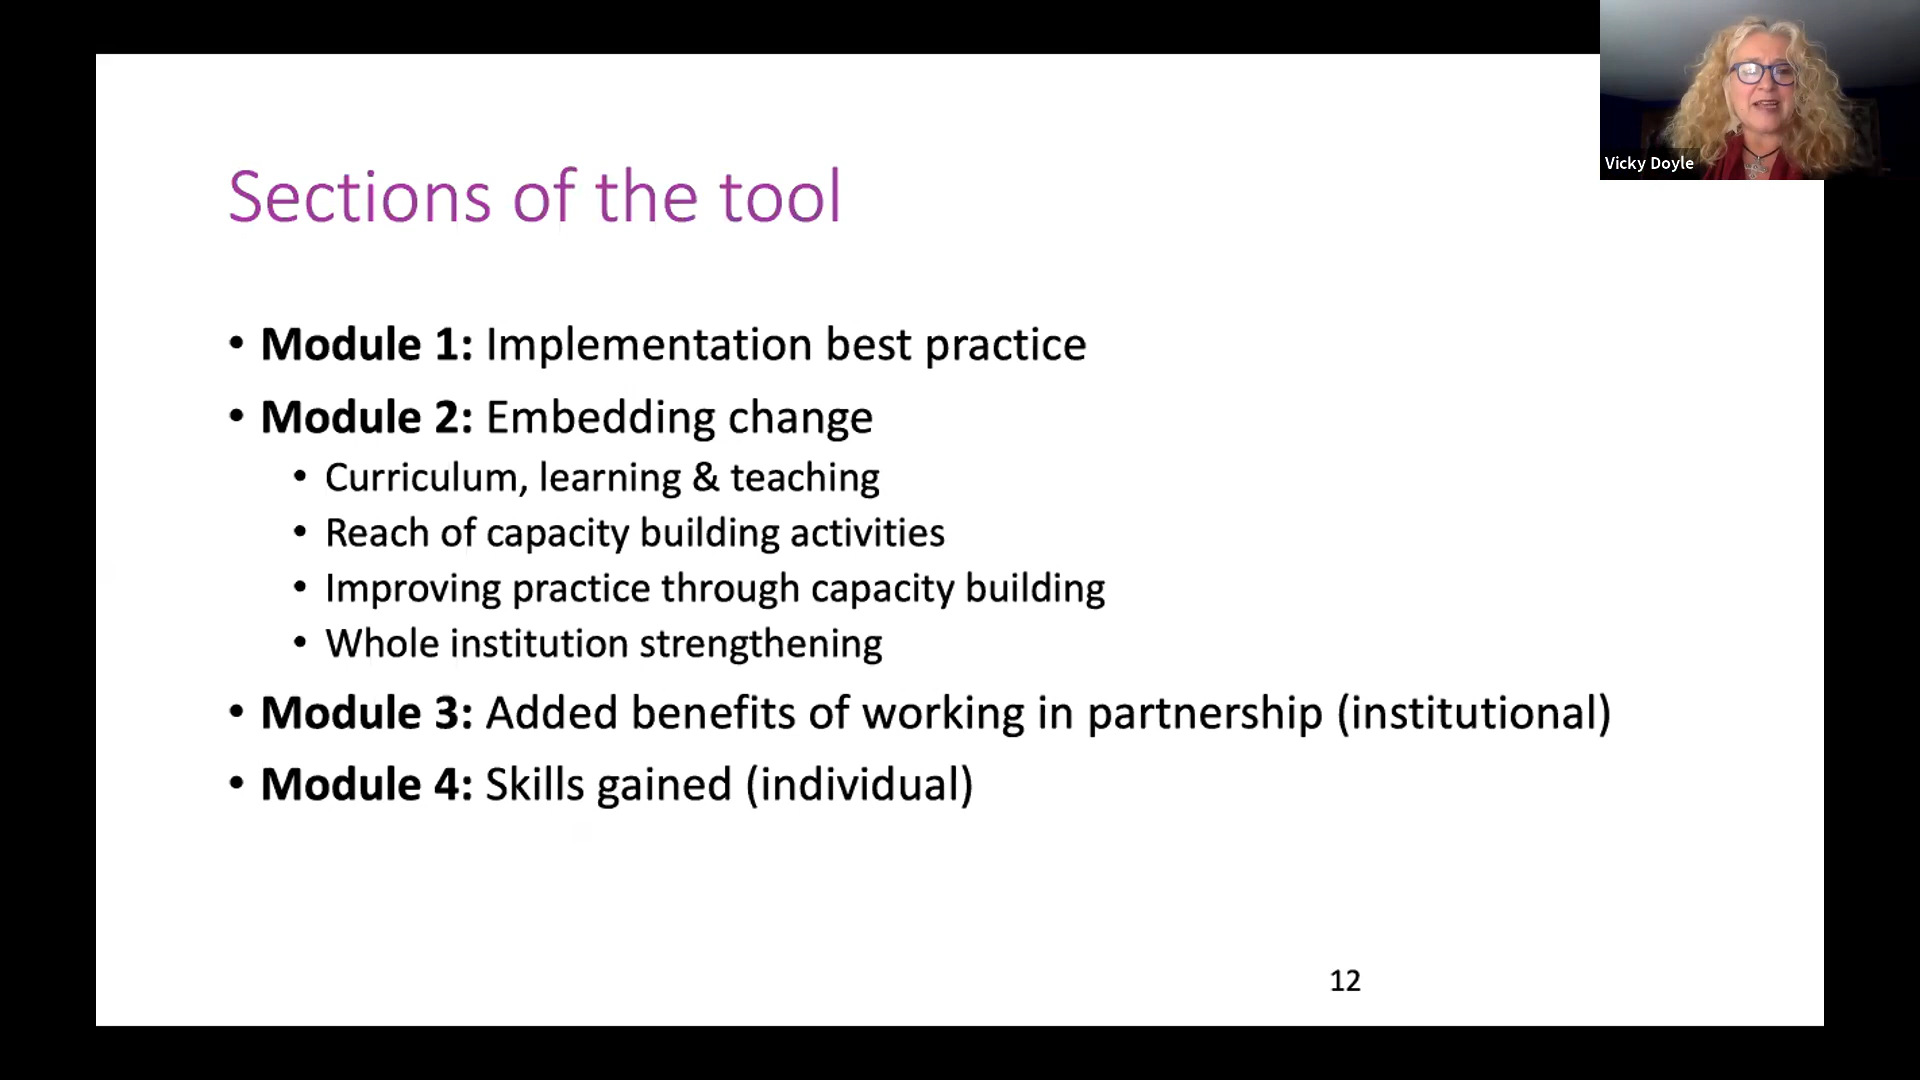 Vicky Doyle
Sections of the tool
• Module 1: Implementation best practice
• Module 2: Embedding change
• Curriculum, learning & teaching
• Reach of capacity building activities
• Improving practice through capacity building
• Whole institution strengthening
• Module 3: Added benefits of working in partnership (institutional)
• Module 4: Skills gained (individual)
12